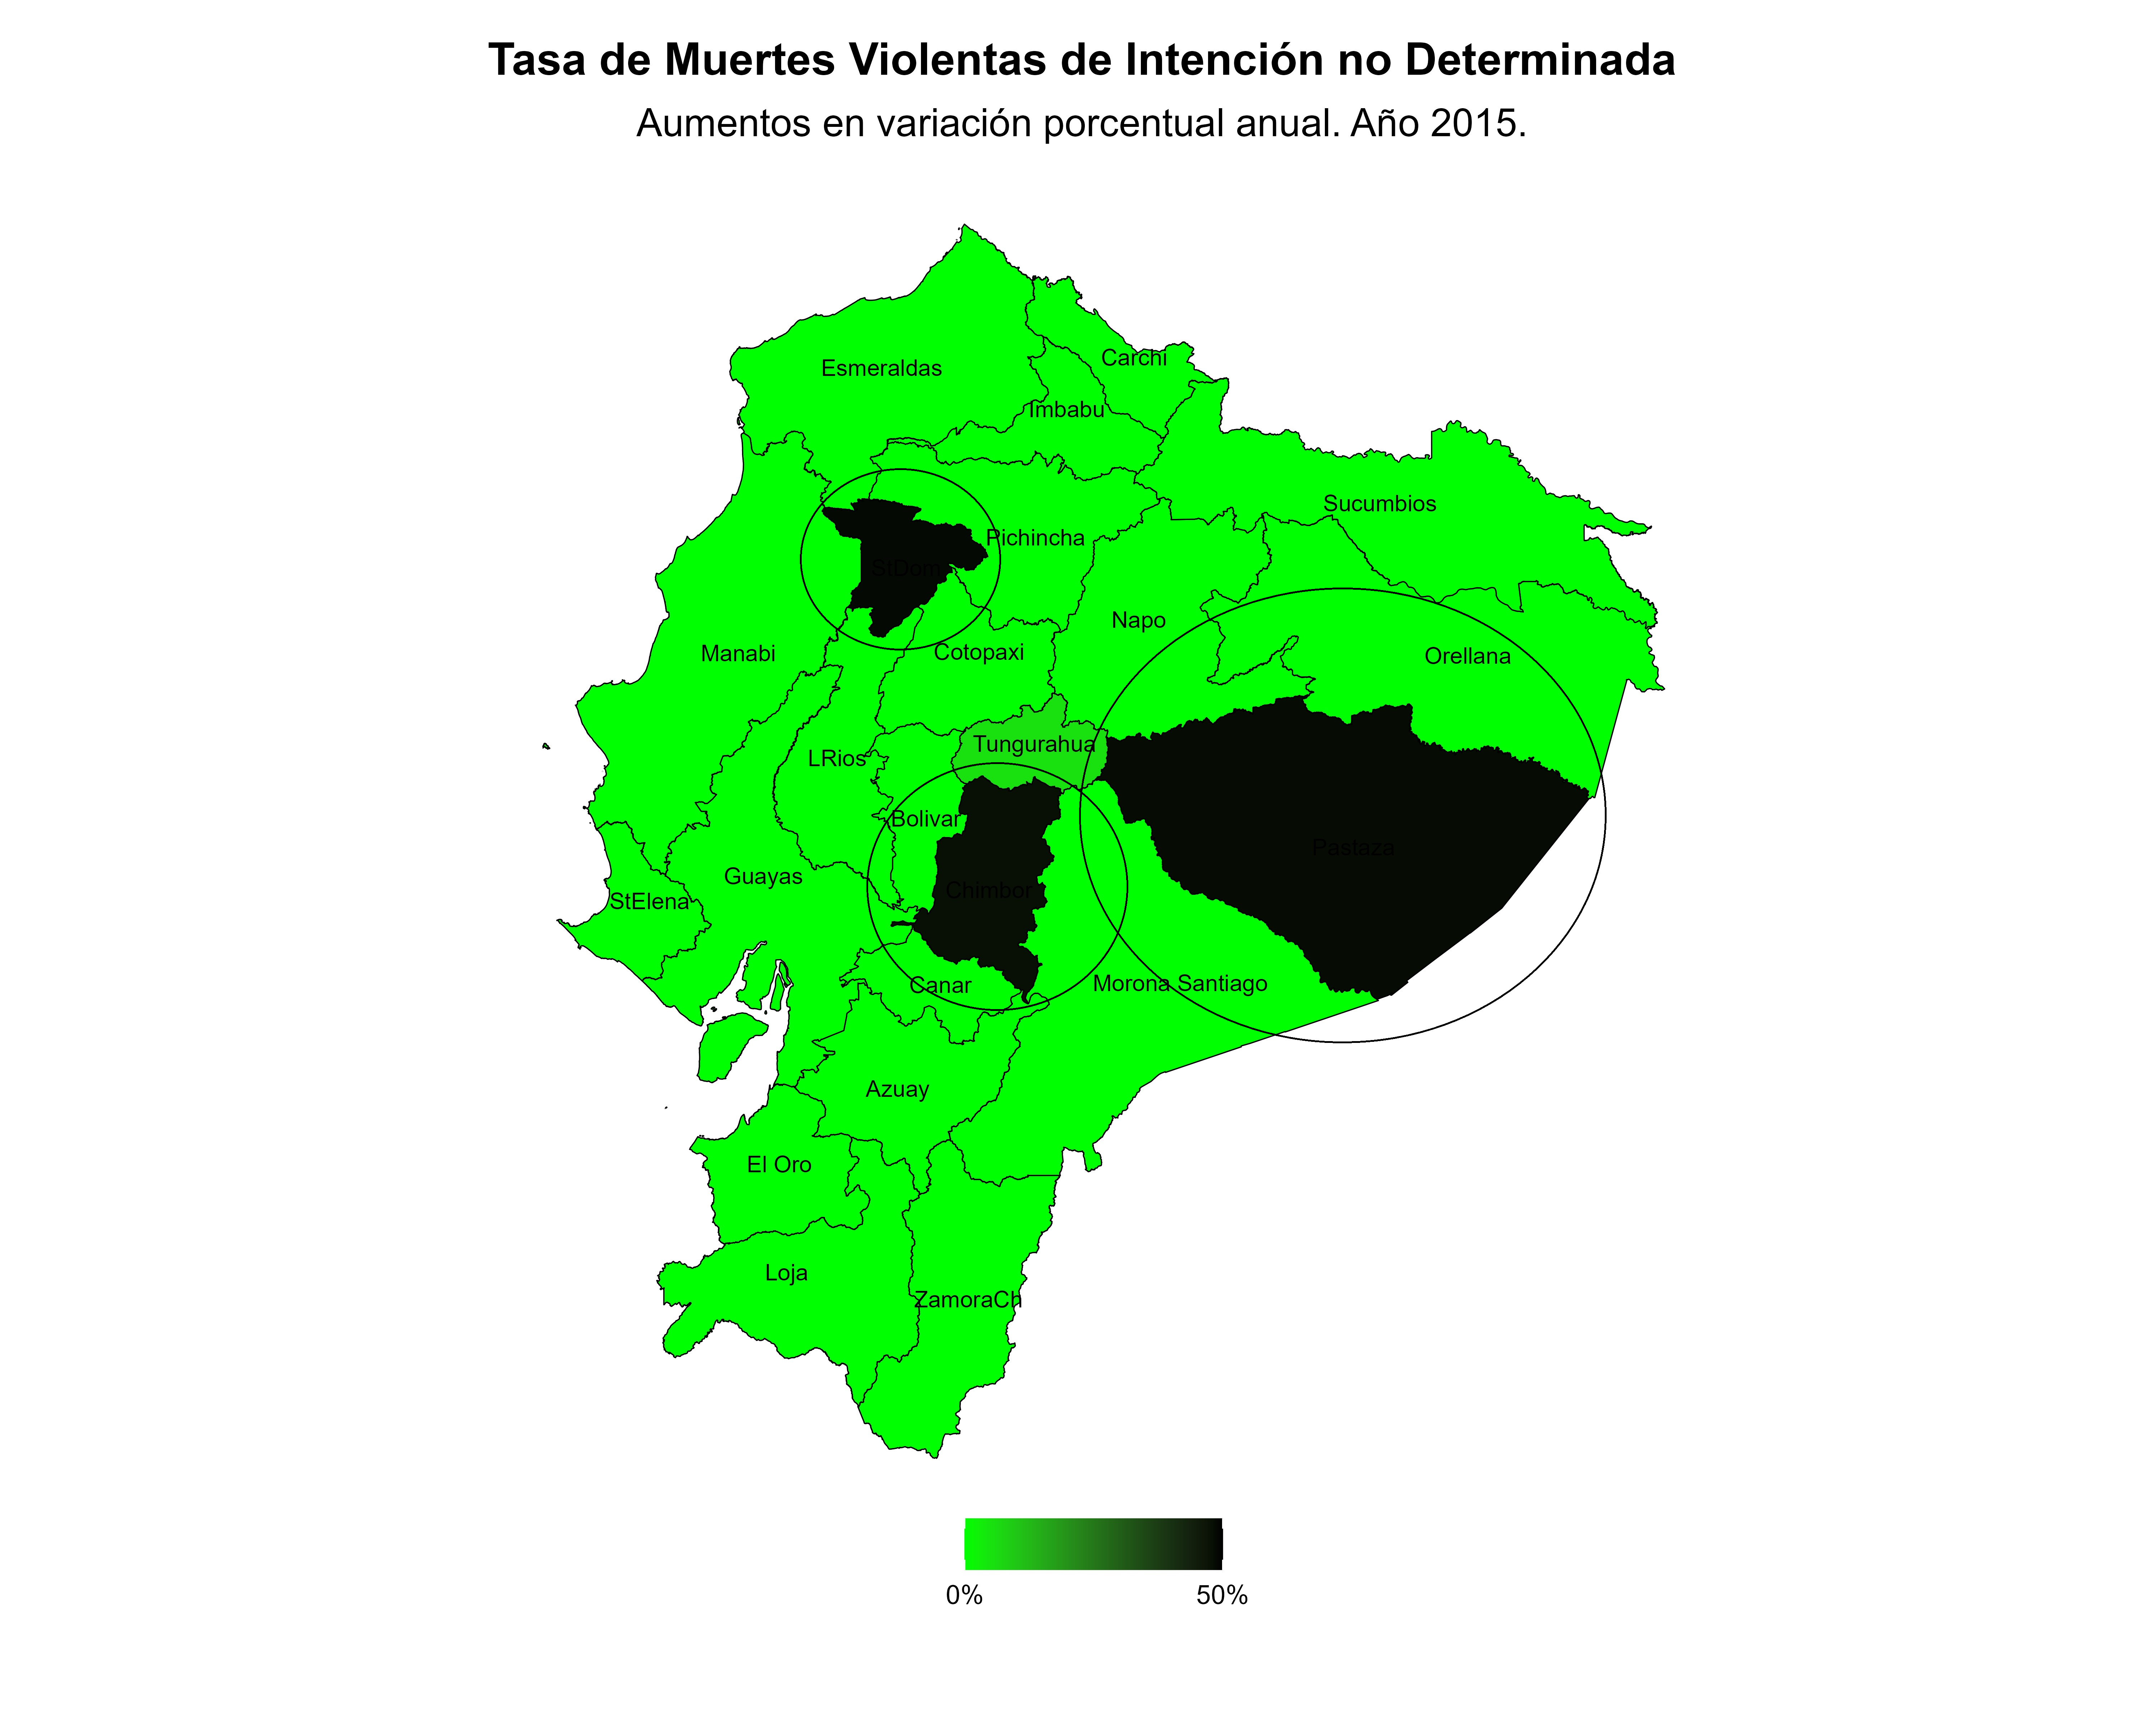 Tasa de Muertes Violentas de Intención no Determinada
Aumentos en variación porcentual anual. Año 2015.
Carchi
Esmeraldas
Imbabu
Sucumbios
Pichincha
StDom
Napo
Cotopaxi
Manabi
Orellana
Tungurahua
LRios
Bolivar
Pastaza
Guayas
Chimbor
StElena
Canar
Morona Santiago
Azuay
El Oro
Loja
ZamoraCh
0%
50%